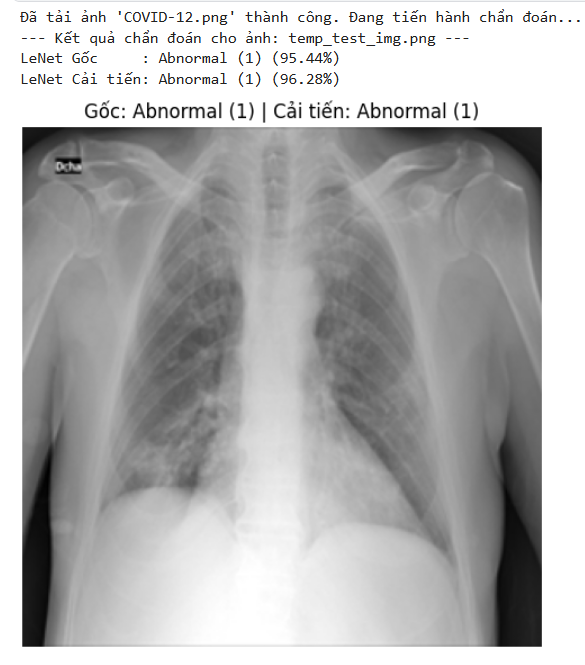 Đã tải ảnh 'COVID-12.png' thành công. Đang tiến hành chẩn đoán...
--- Kết quả chẩn đoán cho ảnh: temp_test_img.png ---
LeNet Gốc     : Abnormal (1) (95.44%)
LeNet Cải tiến: Abnormal (1) (96.28%)
Gốc: Abnormal (1) | Cải tiến: Abnormal (1)
Dcha